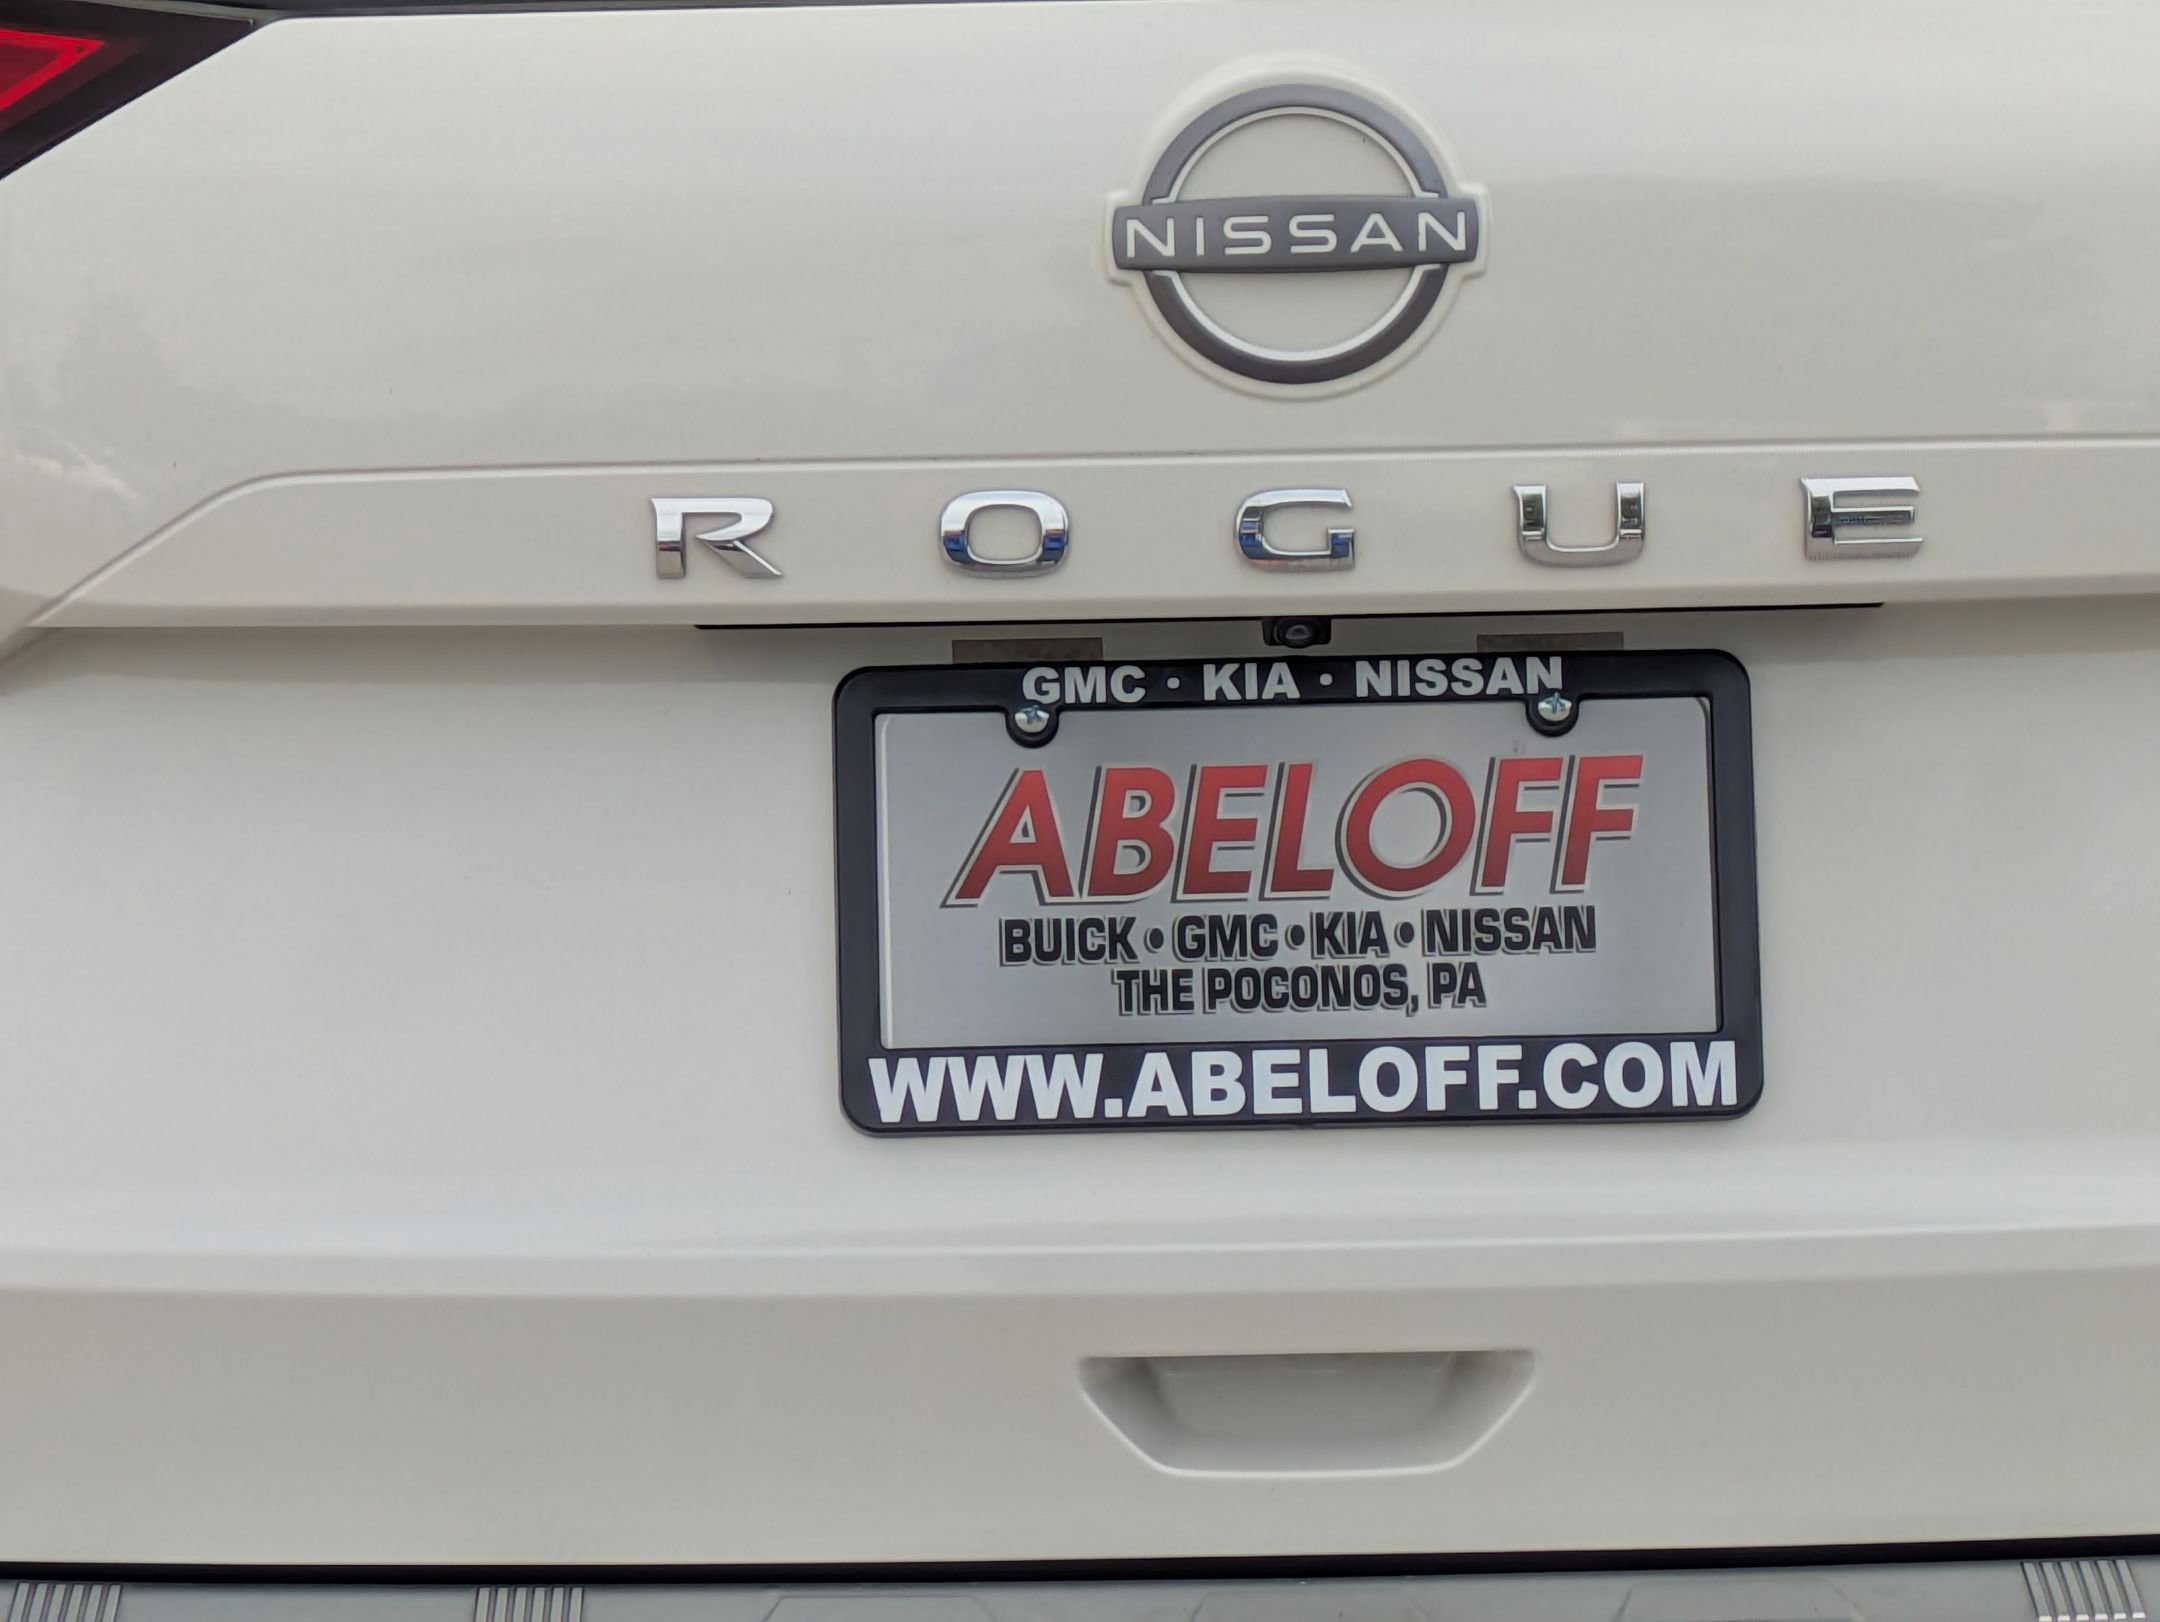 NISSAN
ROGUE
GMC · KIA · NISSAN
ABELOFF
BUICK • GMC • KIA • NISSAN
THE POCONOS, PA
WWW.ABELOFF.COM